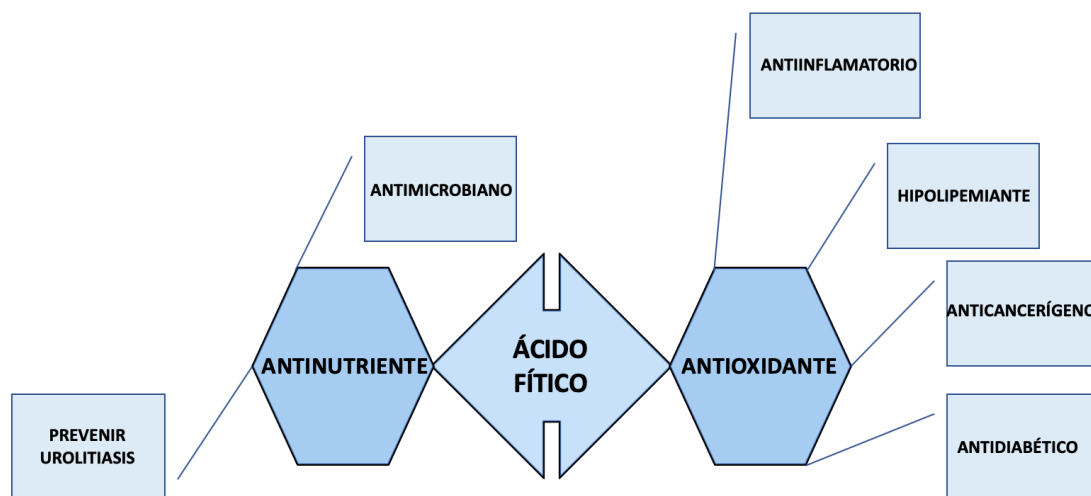 ANTIINFLAMATORIO
ANTIMICROBIANO
HIPOLIPEMIANTE
ANTICANCERÍGENO
ÁCIDO
FÍTICO
ANTINUTRIENTE
ANTIOXIDANTE
PREVENIR
UROLITIASIS
ANTIDIABÉTICO